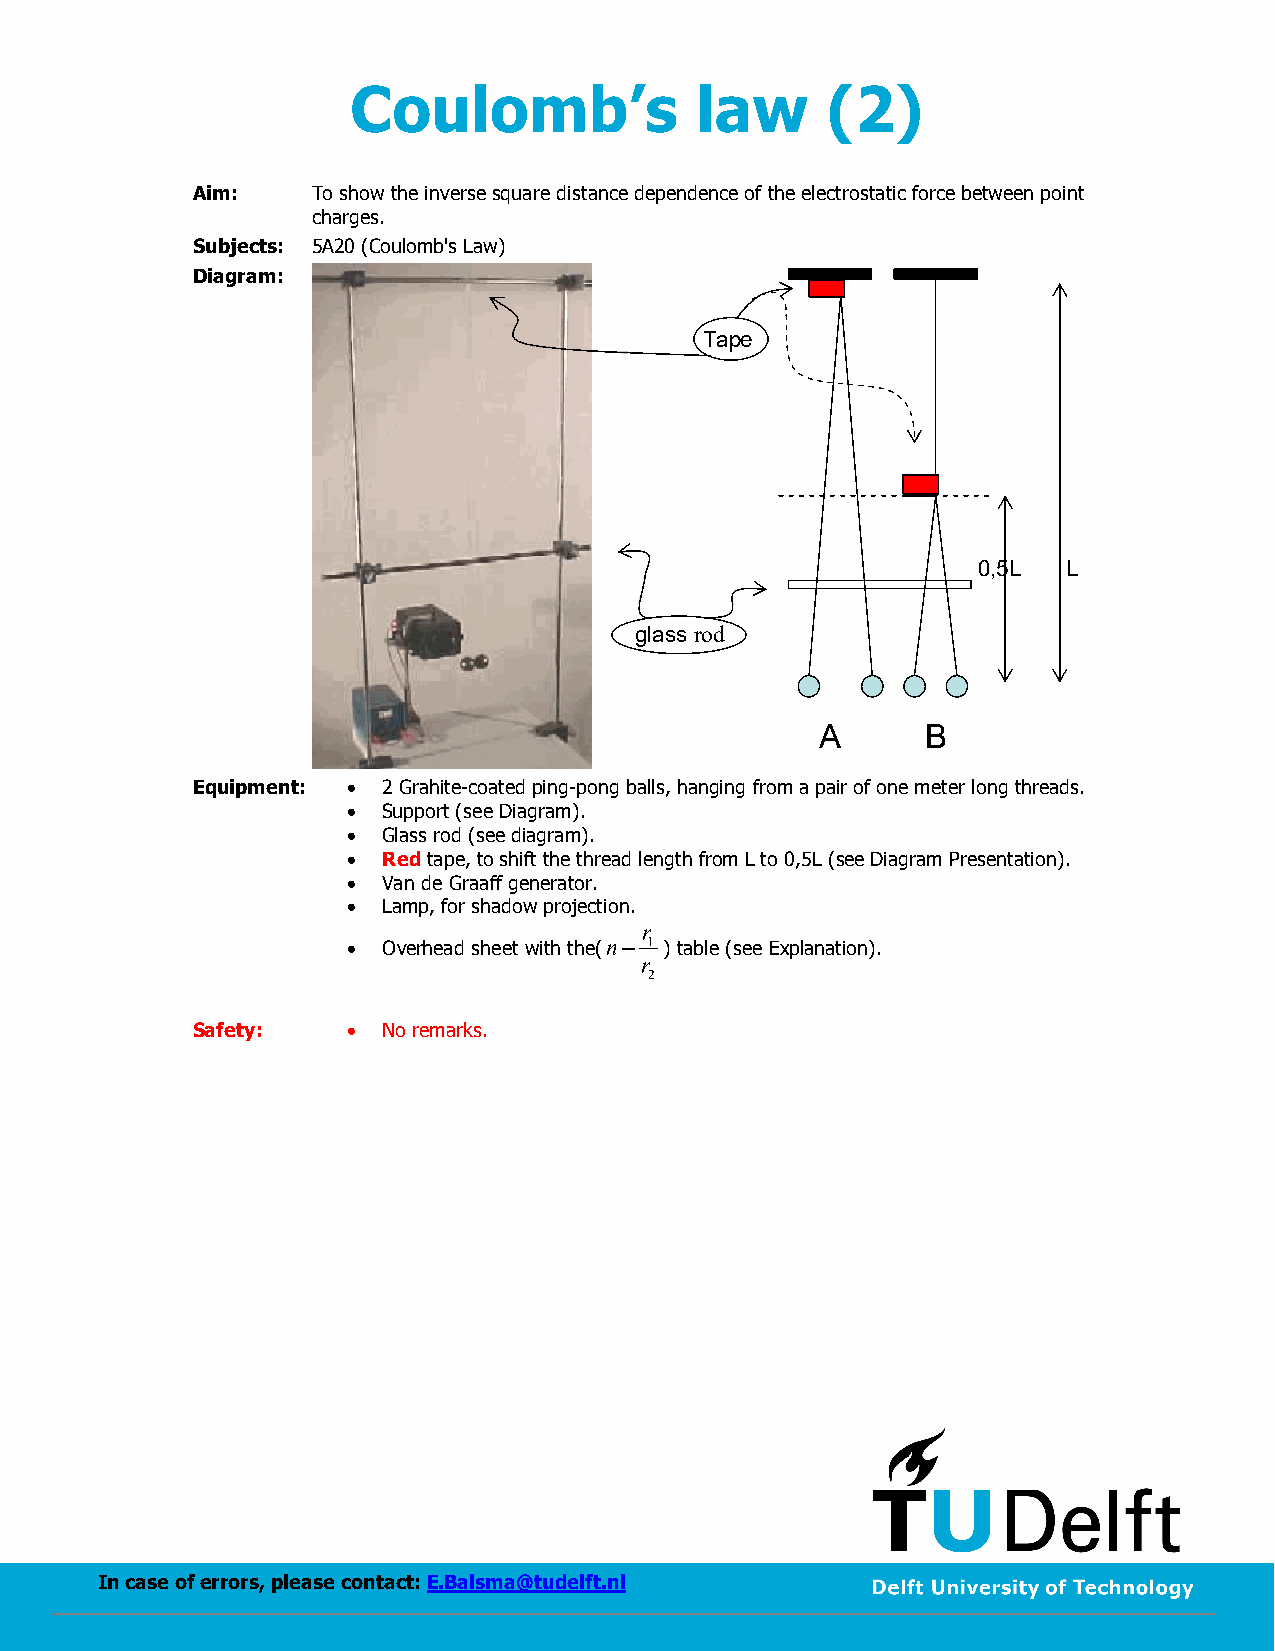 Coulomb’s law (2)
Aim: To show the inverse square distance dependence of the electrostatic force between point
charges.
Subjects: 5A20 (Coulomb's Law)
Diagram:
Tape
0,5L L
glass rod
A B
Equipment: • 2 Grahite-coated ping-pong balls, hanging from a pair of one meter long threads.
• Support (see Diagram).
• Glass rod (see diagram).
• Red tape, to shift the thread length from L to 0,5L (see Diagram Presentation).
• Van de Graaff generator.
• Lamp, for shadow projection.
• Overhead sheet with the( n − r₁/r₂ ) table (see Explanation).
Safety: • No remarks.
TUDelft
In case of errors, please contact: E.Balsma@tudelft.nl
Delft University of Technology